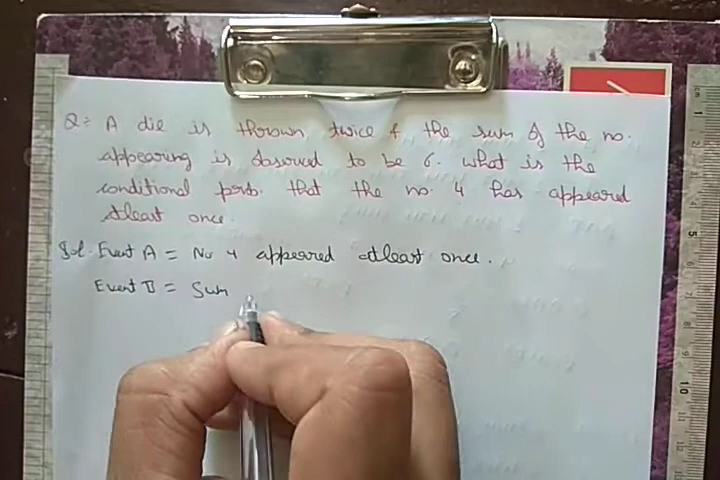 Q: A die is thrown twice & the sum of the no.
appearing is observed to be 6. what is the
conditional prob. that the no. 4 has appeared
atleast once.
Sol. Event A = No 4 appeared atleast once.
Event B = Sum